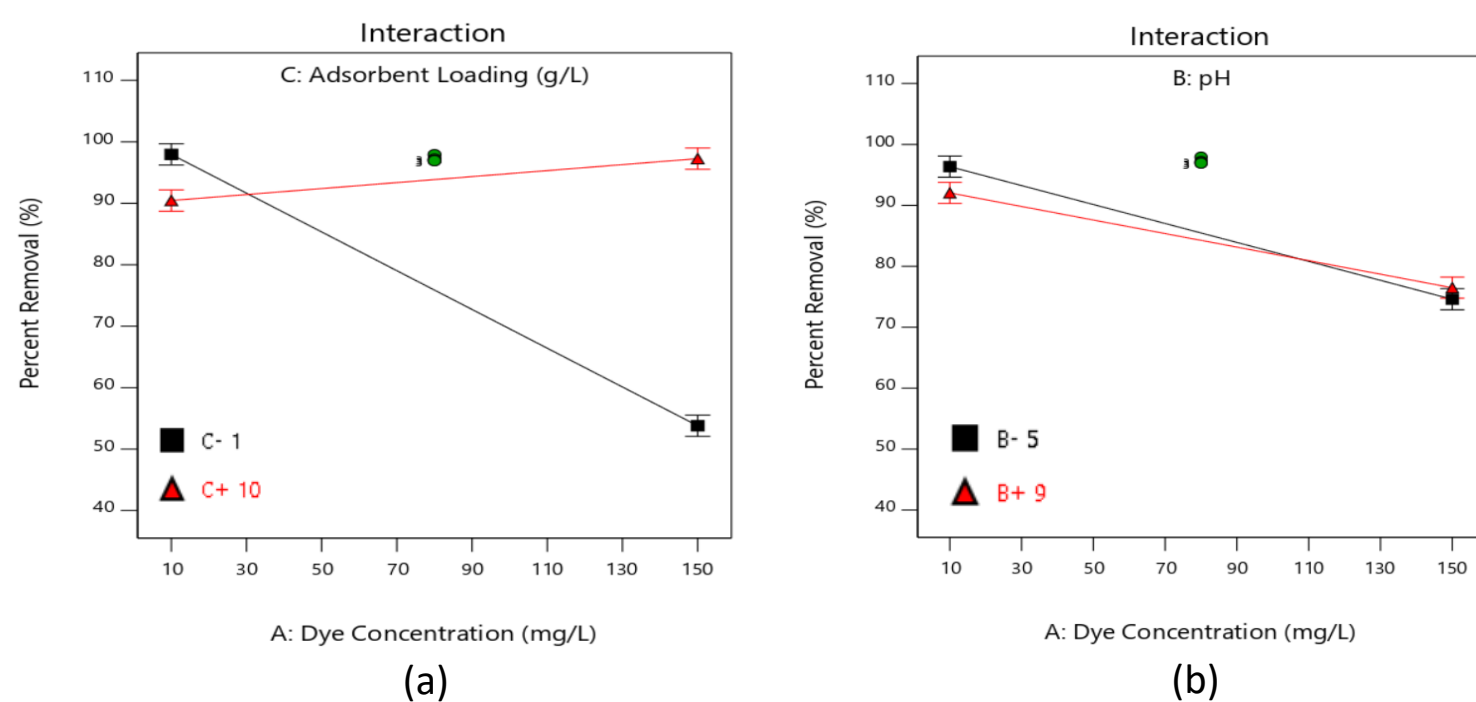 Interaction
C: Adsorbent Loading (g/L)
110
100
90
80
70
60
50
40
Percent Removal (%)
3
C- 1
C+ 10
10 30 50 70 90 110 130 150
A: Dye Concentration (mg/L)
(a)
Interaction
B: pH
110
100
90
80
70
60
50
40
Percent Removal (%)
3
B- 5
B+ 9
10 30 50 70 90 110 130 150
A: Dye Concentration (mg/L)
(b)